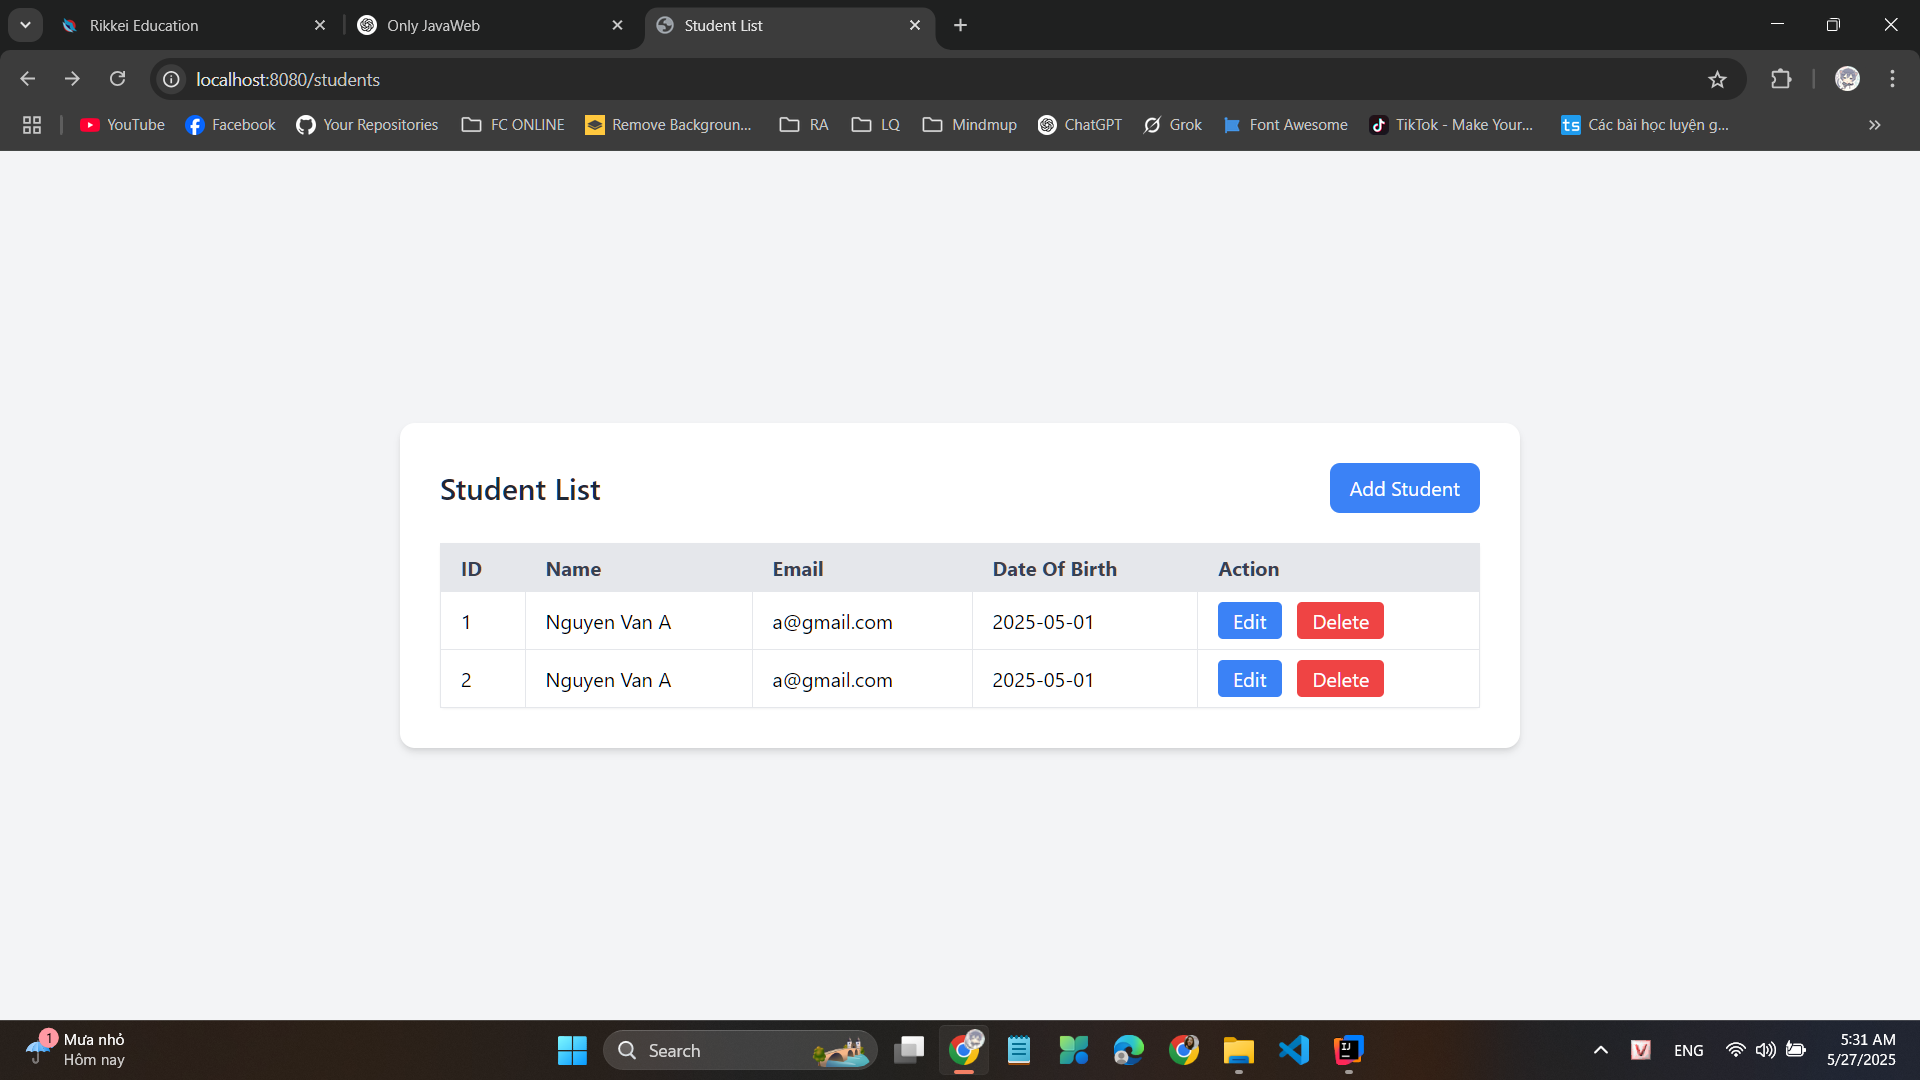 Rikkei Education
Only JavaWeb
Student List
localhost:8080/students
YouTube
Facebook
Your Repositories
FC ONLINE
Remove Backgroun...
RA
LQ
Mindmup
ChatGPT
Grok
Font Awesome
TikTok - Make Your...
ts
Các bài học luyện g...
Student List
Add Student
ID Name Email Date Of Birth Action
1 Nguyen Van A a@gmail.com 2025-05-01 Edit Delete
2 Nguyen Van A a@gmail.com 2025-05-01 Edit Delete
1
Mưa nhỏ
Hôm nay
Search
IJ
V
ENG
5:31 AM
5/27/2025